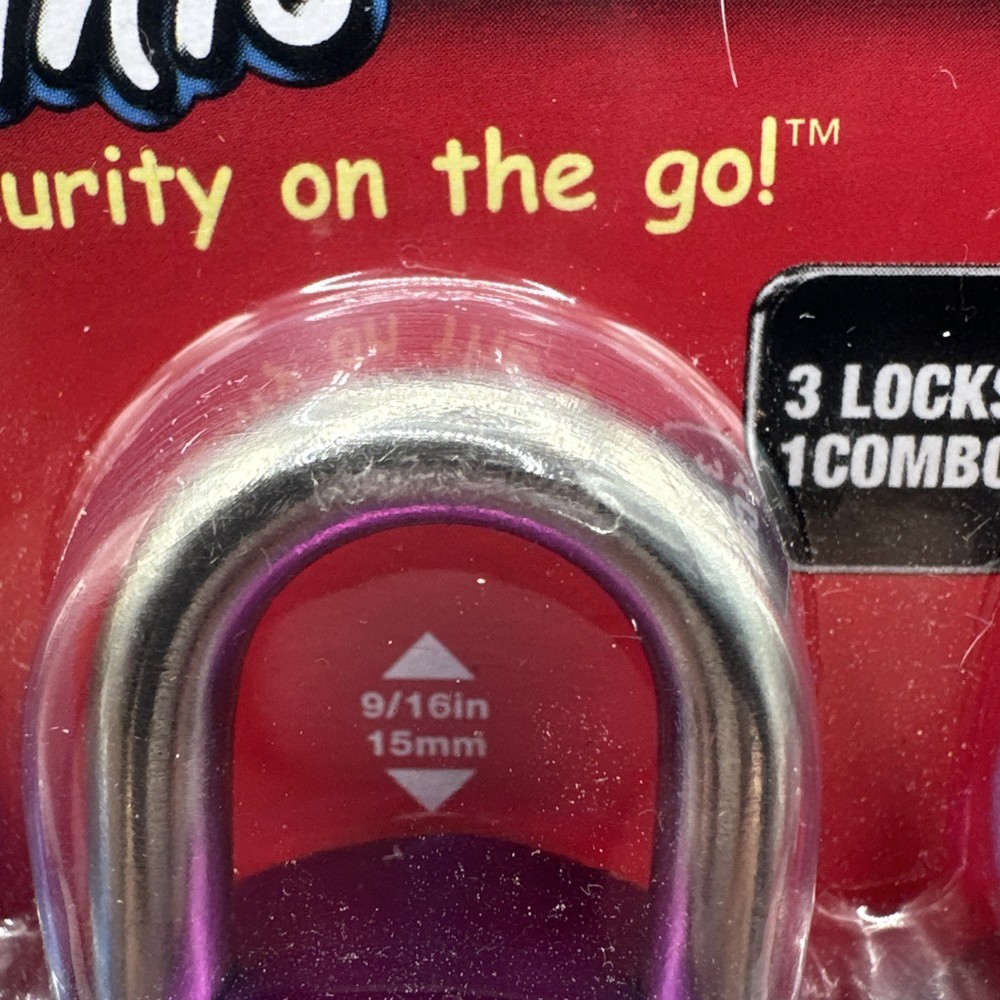 urity on the go!™
3 LOCKS
1COMBO
9/16in
15mm